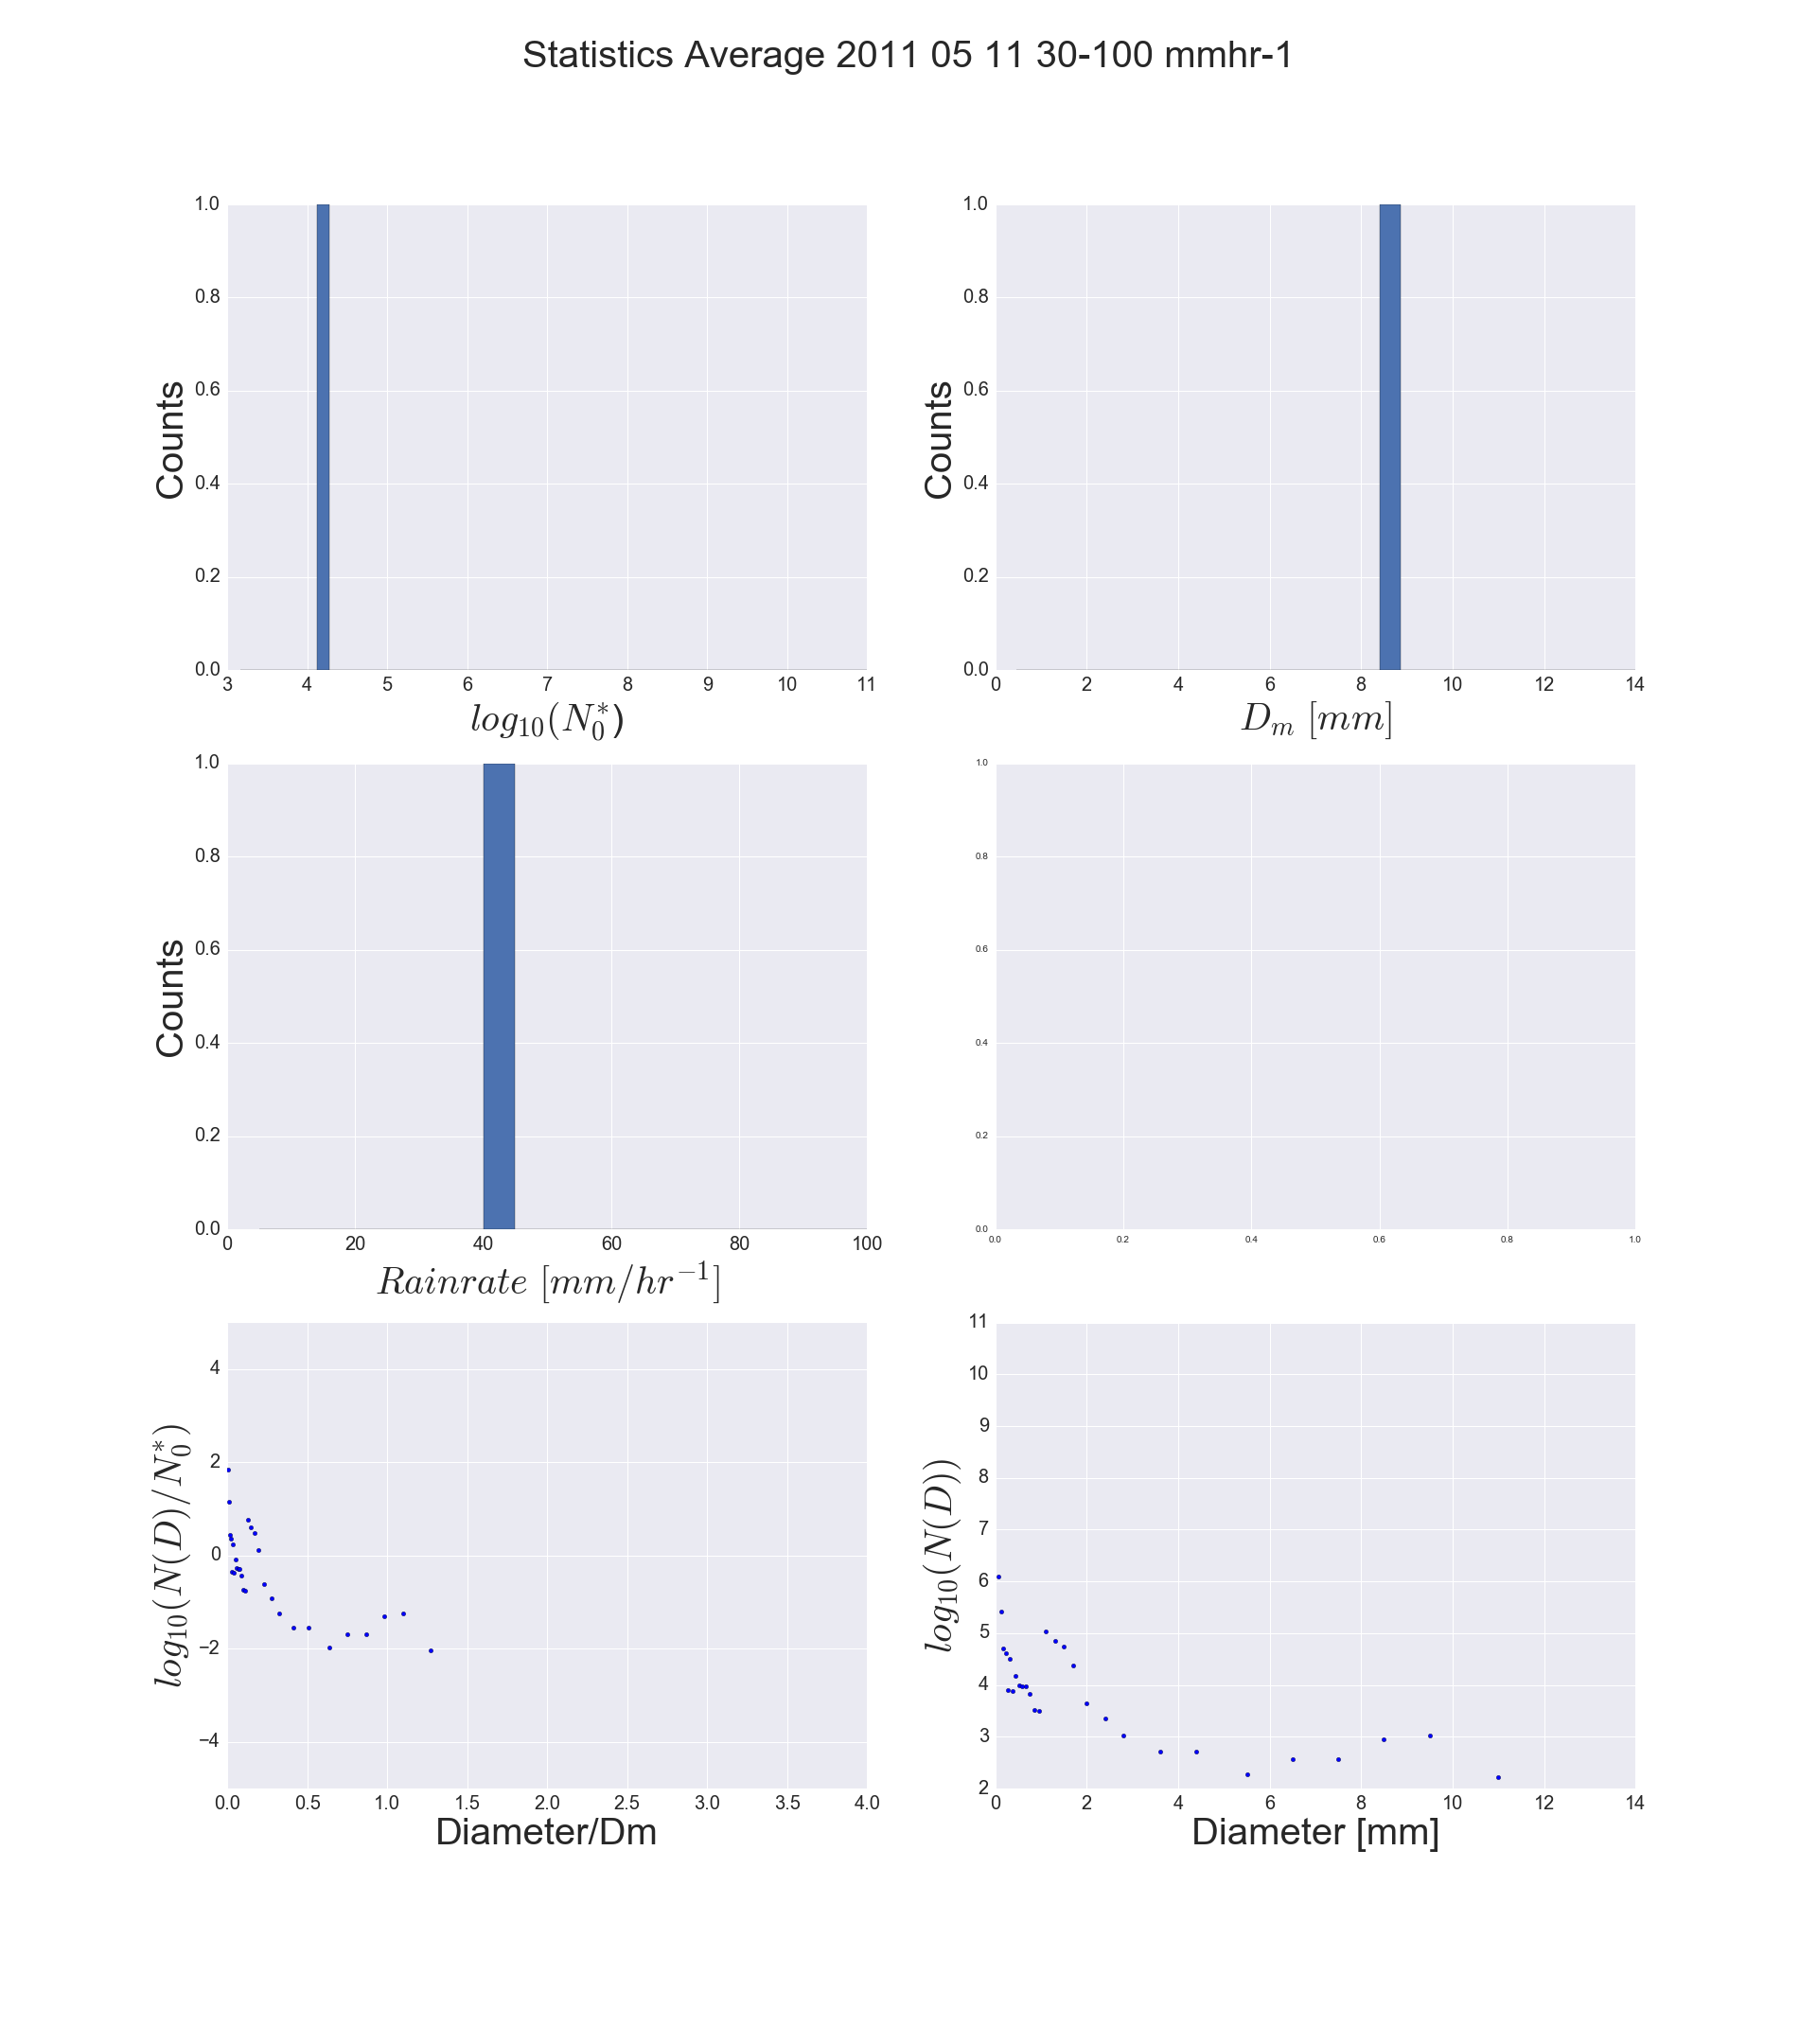 Statistics Average 2011 05 11 30-100 mmhr-1
1.0
0.8
0.6
0.4
0.2
0.0
Counts
3 4 5 6 7 8 9 10 11
log10(N0*)
1.0
0.8
0.6
0.4
0.2
0.0
Counts
0 2 4 6 8 10 12 14
Dm [mm]
1.0
0.8
0.6
0.4
0.2
0.0
Counts
0 20 40 60 80 100
Rainrate [mm/hr−1]
1.0
0.8
0.6
0.4
0.2
0.0
0.0 0.2 0.4 0.6 0.8 1.0
4
2
0
−2
−4
log10(N(D)/N0*)
0.0 0.5 1.0 1.5 2.0 2.5 3.0 3.5 4.0
Diameter/Dm
11
10
9
8
7
6
5
4
3
2
log10(N(D))
0 2 4 6 8 10 12 14
Diameter [mm]